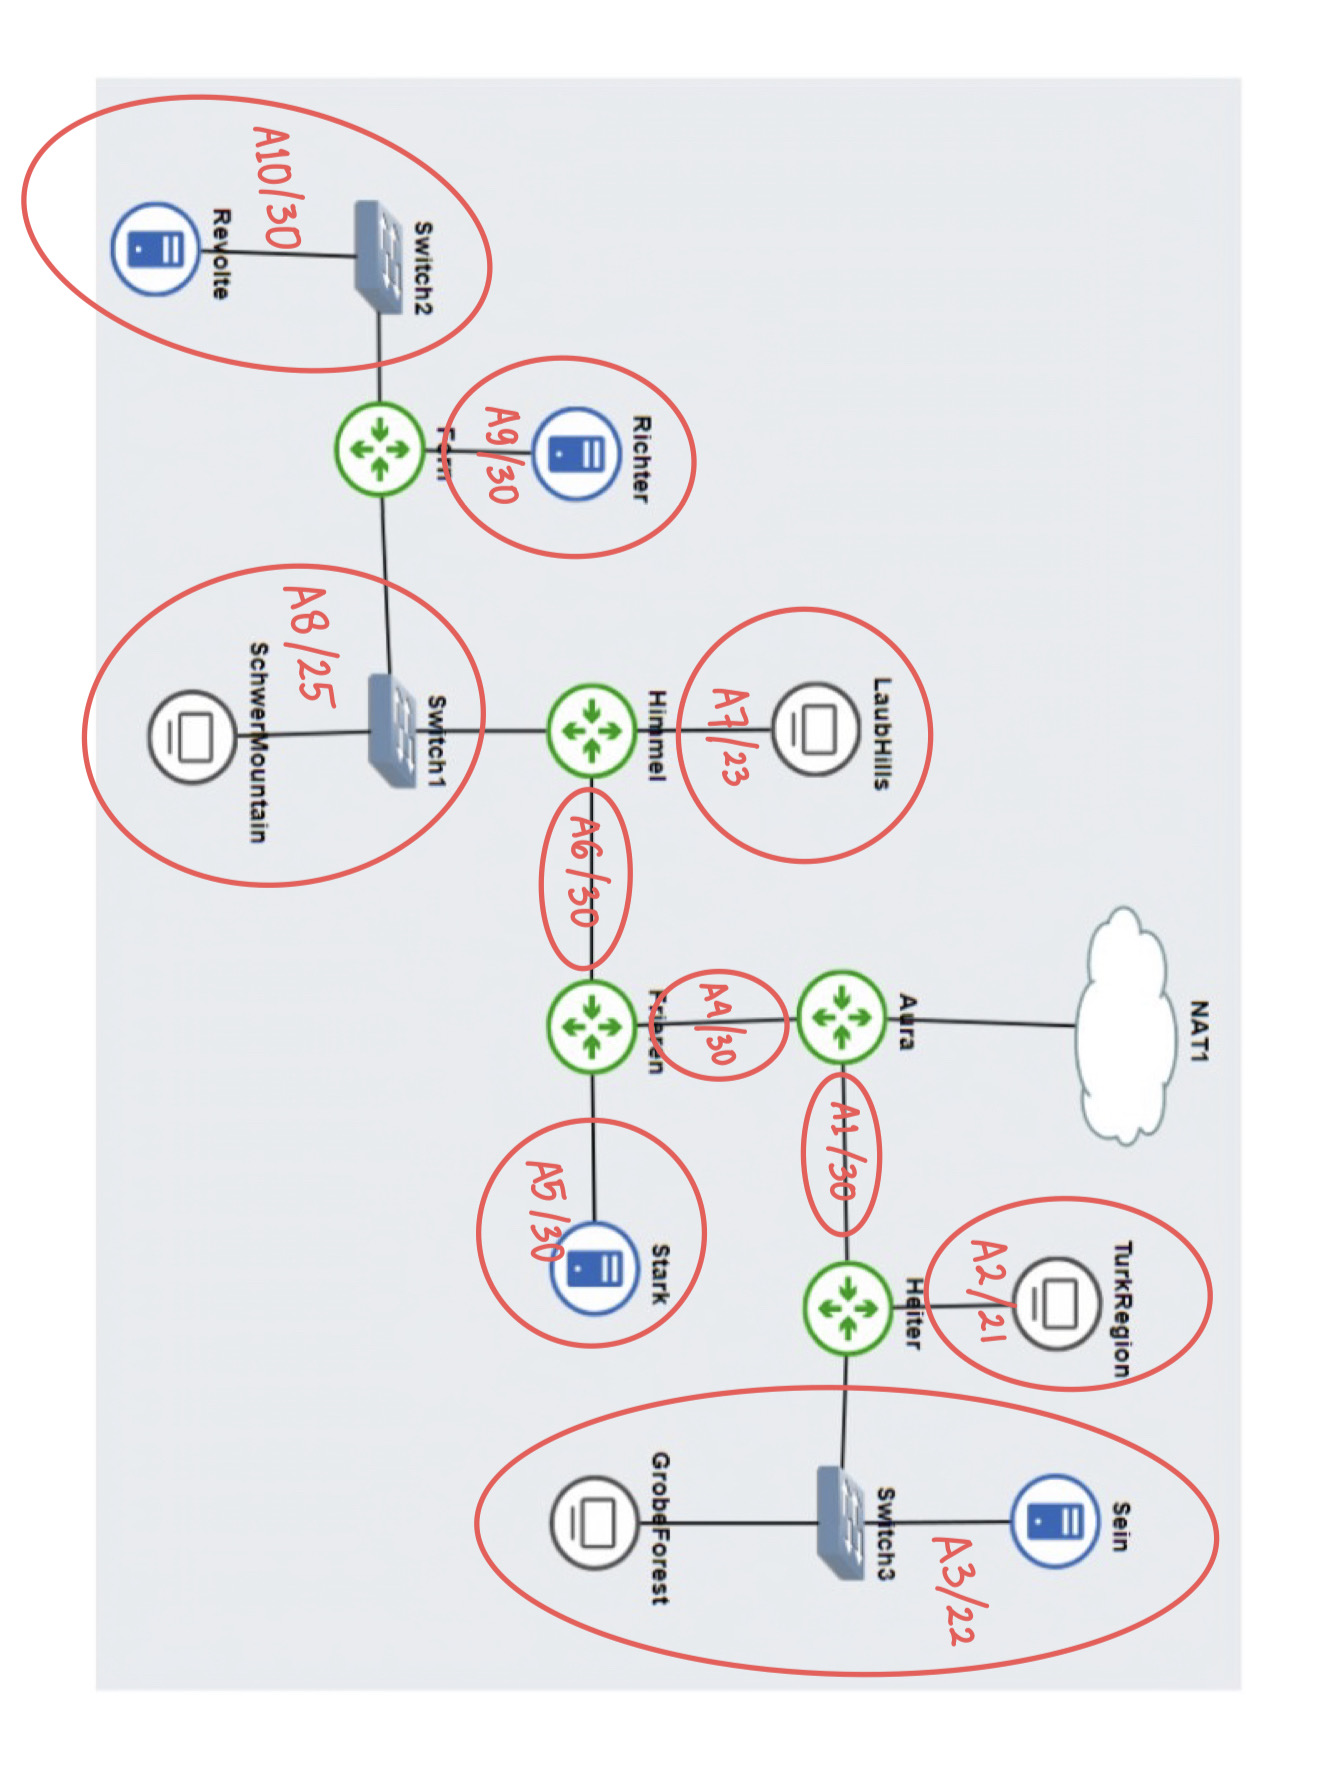 NAT1
TurkRegion
Sein
A2/21
A3/22
Aura
Heiter
Switch3
LaubHills
A1/30
A7/23
A4/30
Himmel
Frieren
Stark
GrobeForest
Richter
A6/30
A5/30
A9/30
Fern
Switch1
Switch2
A8/25
A10/30
SchwerMountain
Revolte